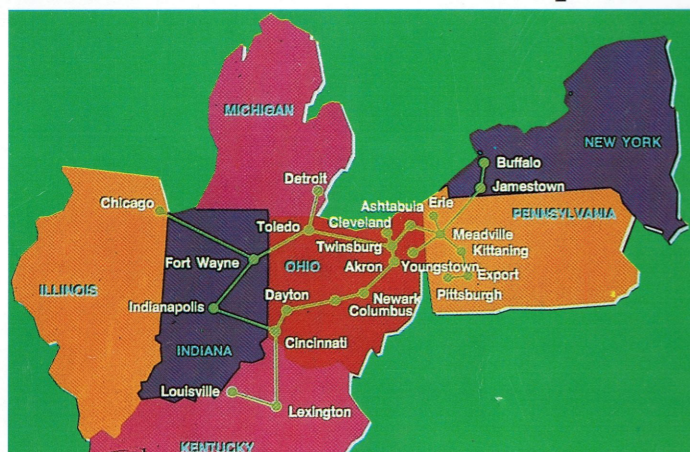 MICHIGAN
NEW YORK
Buffalo
Detroit
Jamestown
Chicago
Ashtabula
Erie
PENNSYLVANIA
Toledo
Cleveland
Meadville
Twinsburg
Kittaning
Fort Wayne
OHIO
Akron
Youngstown
Export
ILLINOIS
Dayton
Newark
Pittsburgh
Indianapolis
Columbus
Cincinnati
INDIANA
Louisville
Lexington
KENTUCKY